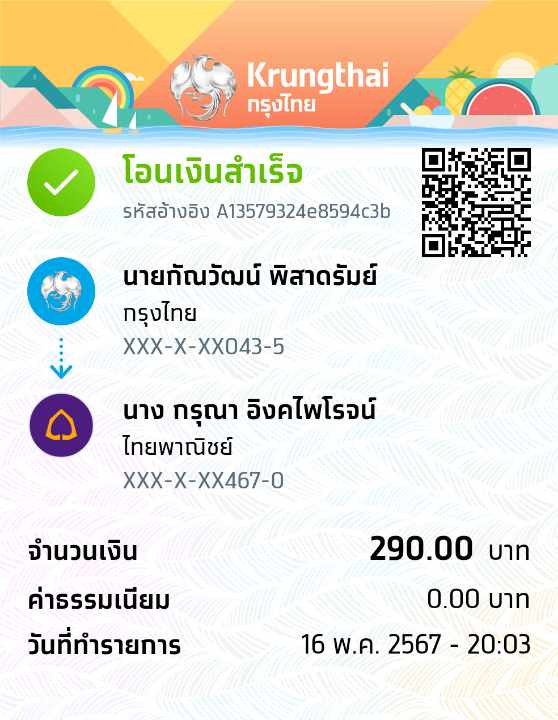 Krungthai
กรุงไทย
โอนเงินสำเร็จ
รหัสอ้างอิง A13579324e8594c3b
นายกัณวัฒน์ พิสาดรัมย์
กรุงไทย
XXX-X-XX043-5
นาง กรุณา อิงคไพโรจน์
ไทยพาณิชย์
XXX-X-XX467-0
จำนวนเงิน 290.00 บาท
ค่าธรรมเนียม 0.00 บาท
วันที่ทำรายการ 16 พ.ค. 2567 - 20:03